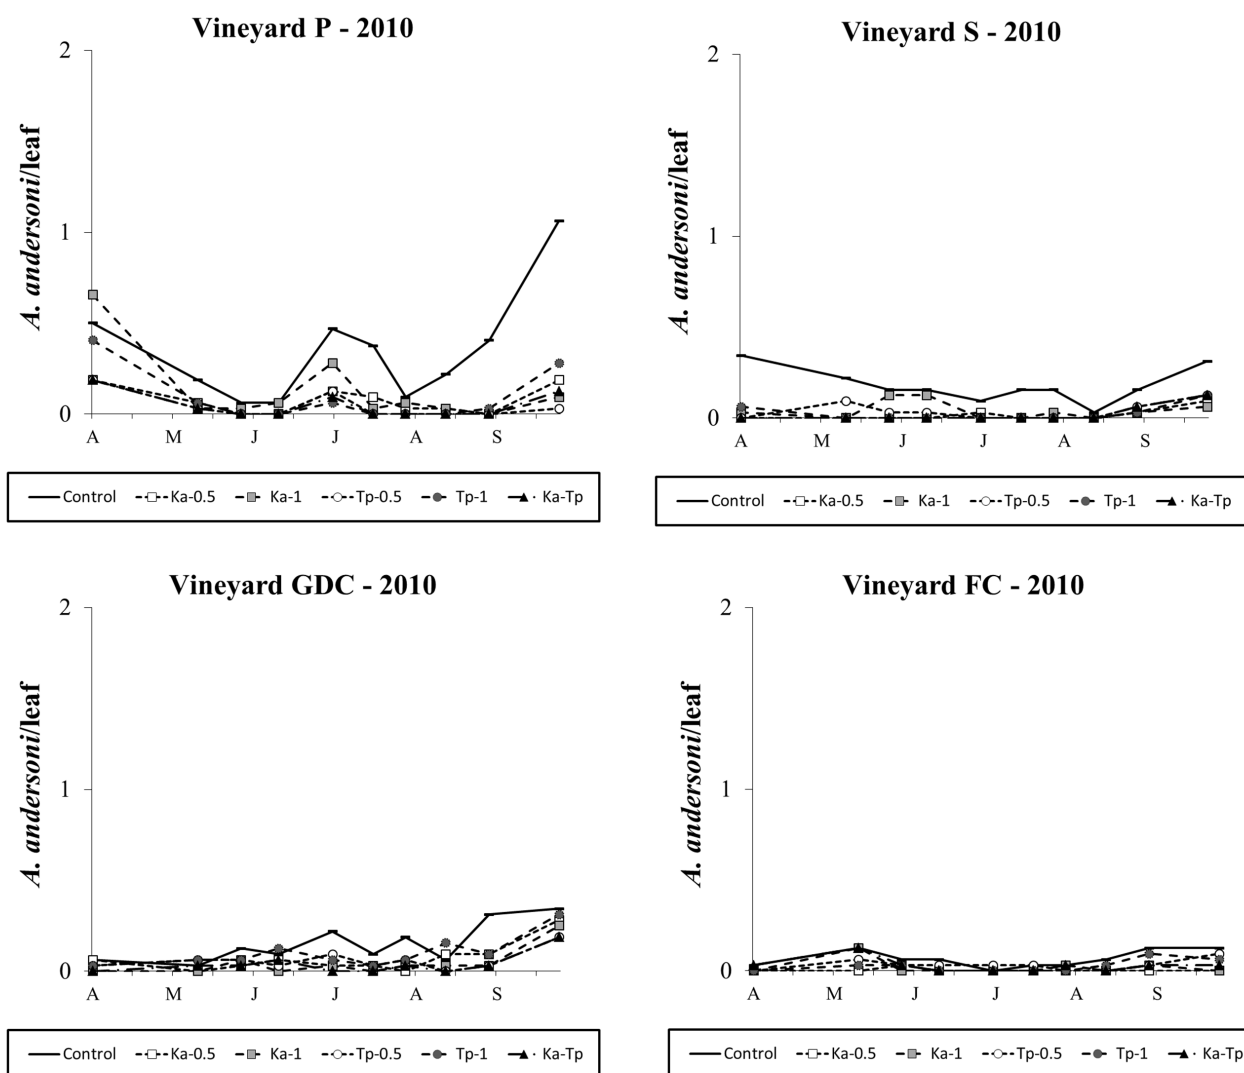 Vineyard P - 2010
2
1
0
A. andersoni/leaf
A M J J A S
Control Ka-0.5 Ka-1 Tp-0.5 Tp-1 Ka-Tp
Vineyard S - 2010
2
1
0
A. andersoni/leaf
A M J J A S
Control Ka-0.5 Ka-1 Tp-0.5 Tp-1 Ka-Tp
Vineyard GDC - 2010
2
1
0
A. andersoni/leaf
A M J J A S
Control Ka-0.5 Ka-1 Tp-0.5 Tp-1 Ka-Tp
Vineyard FC - 2010
2
1
0
A. andersoni/leaf
A M J J A S
Control Ka-0.5 Ka-1 Tp-0.5 Tp-1 Ka-Tp